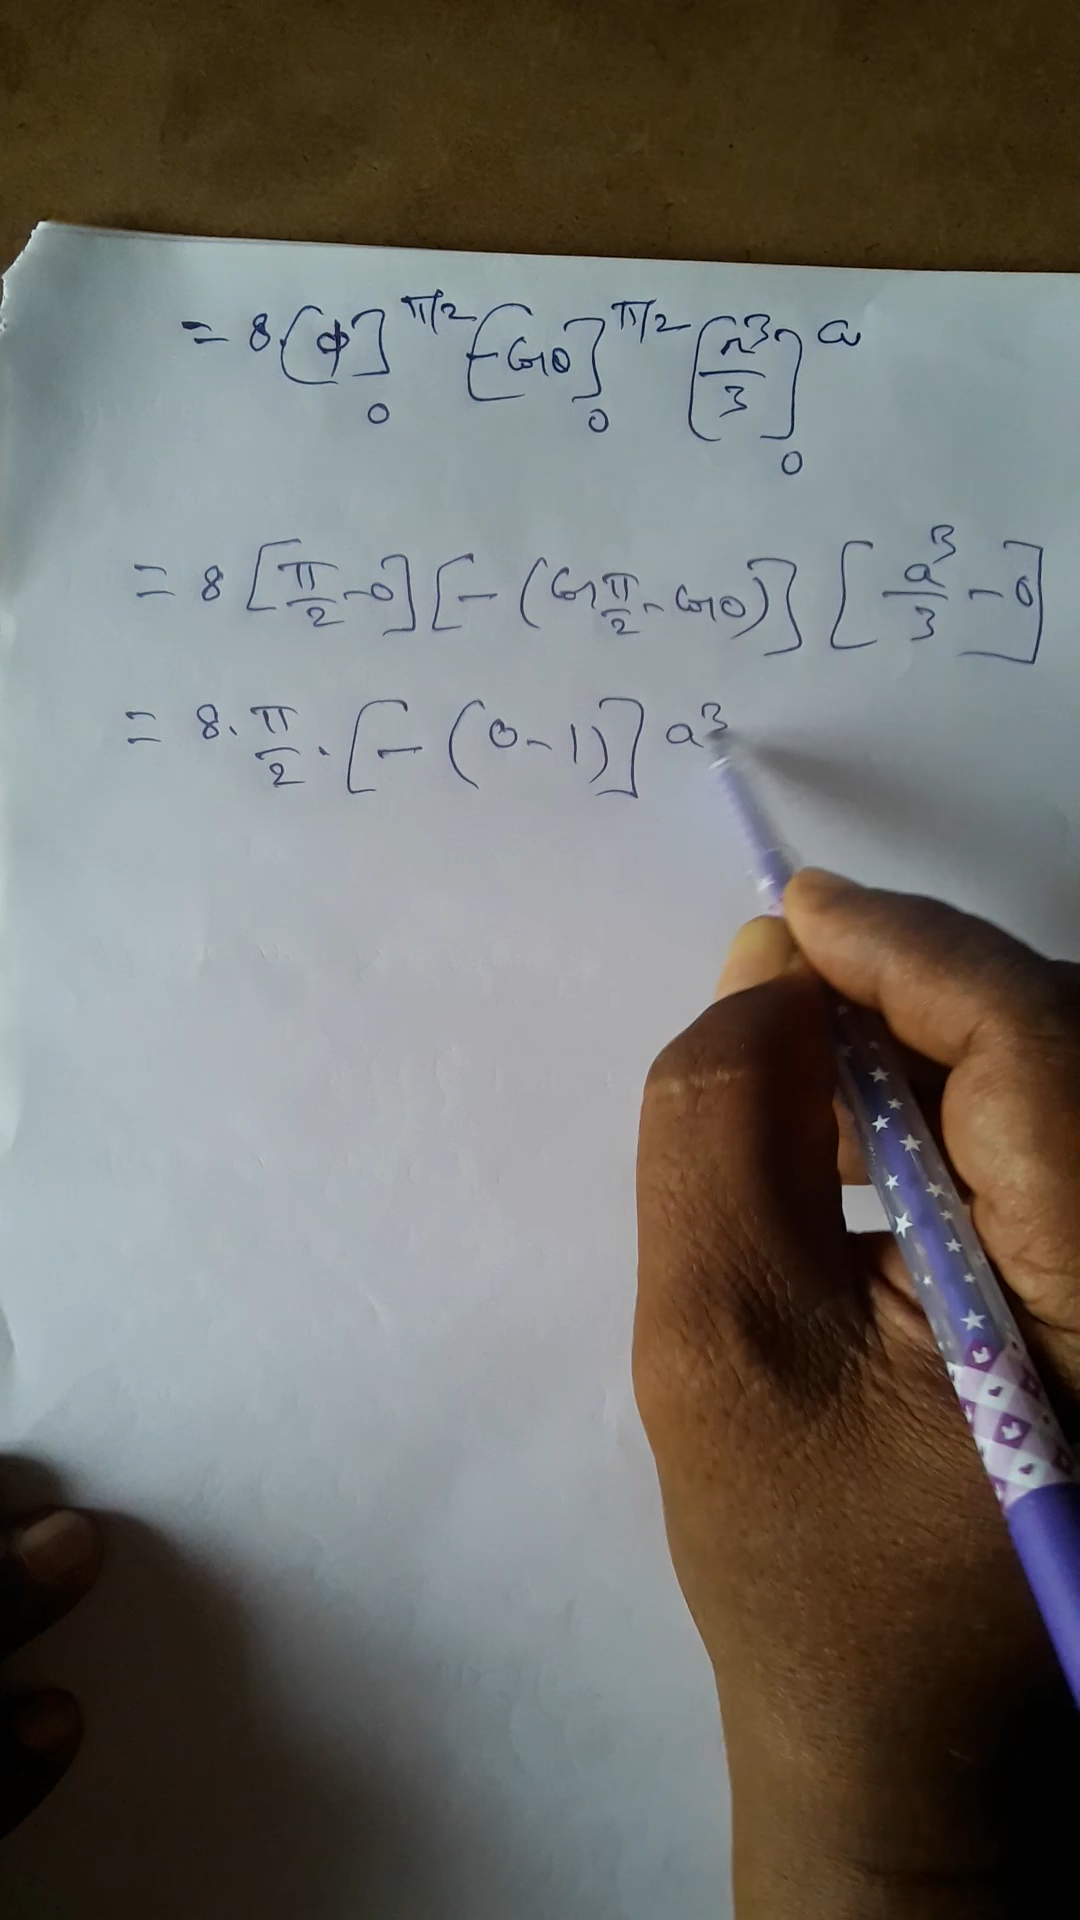 = 8 [ϕ]₀^{π/2} [-cosθ]₀^{π/2} [r³/3]₀^a
= 8 [π/2 - 0] [-(cos π/2 - cos 0)] [a³/3 - 0]
= 8 · π/2 · [-(0-1)] a³